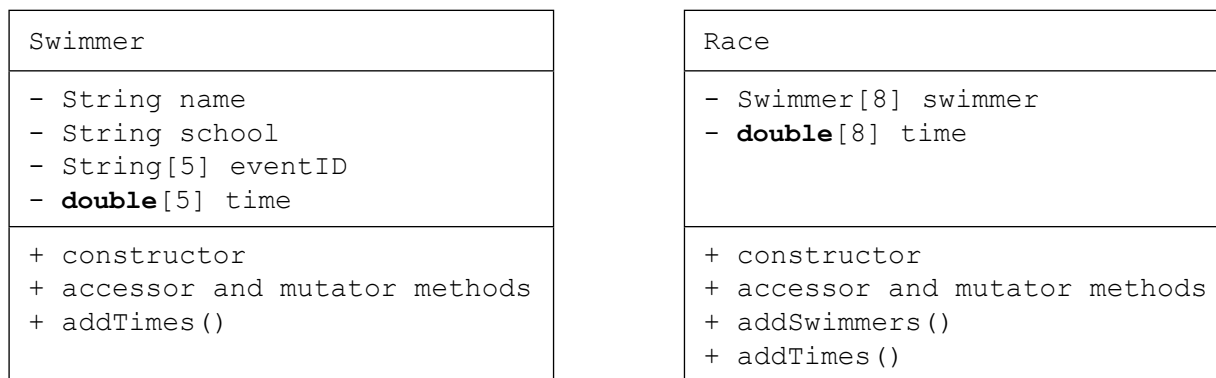 Swimmer
- String name
- String school
- String[5] eventID
- double[5] time
+ constructor
+ accessor and mutator methods
+ addTimes()
Race
- Swimmer[8] swimmer
- double[8] time
+ constructor
+ accessor and mutator methods
+ addSwimmers()
+ addTimes()